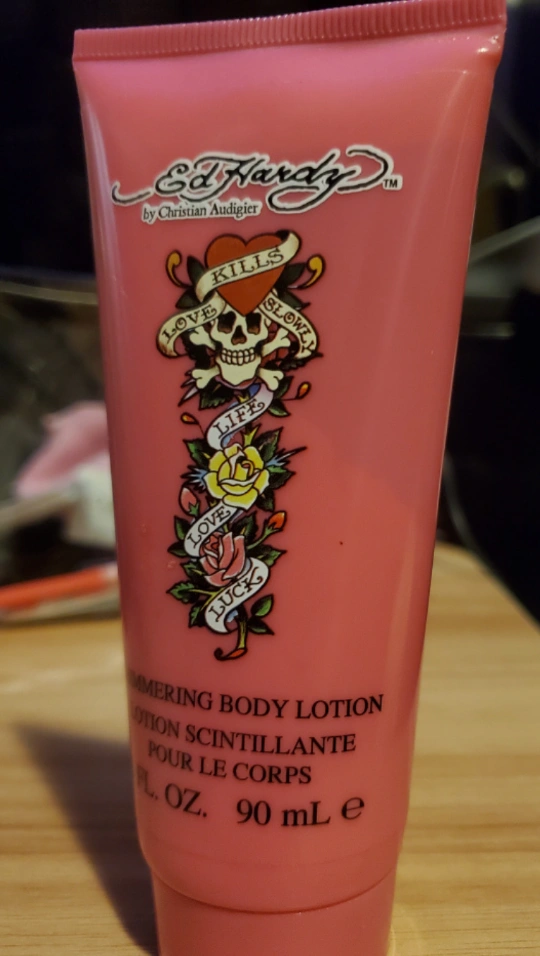 Ed Hardy™
by Christian Audigier
KILLS
LOVE SLOWLY
LIFE
LOVE
LUCK
MMERING BODY LOTION
OTION SCINTILLANTE
POUR LE CORPS
FL. OZ. 90 mL ℮